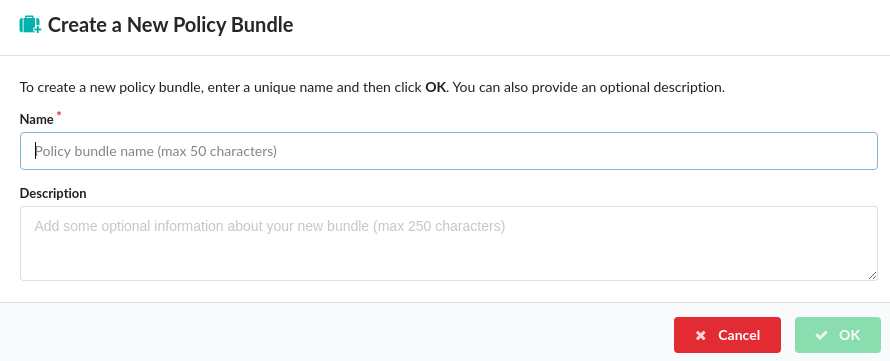 Create a New Policy Bundle
To create a new policy bundle, enter a unique name and then click OK. You can also provide an optional description.
Name *
Policy bundle name (max 50 characters)
Description
Add some optional information about your new bundle (max 250 characters)
Cancel
OK